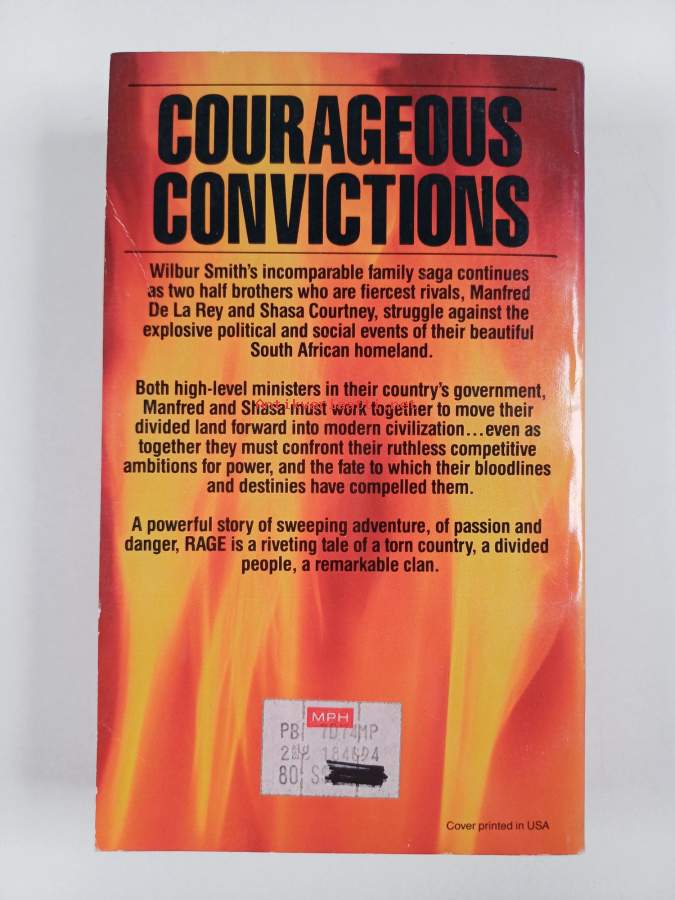 COURAGEOUS
CONVICTIONS
Wilbur Smith's incomparable family saga continues
as two half brothers who are fiercest rivals, Manfred
De La Rey and Shasa Courtney, struggle against the
explosive political and social events of their beautiful
South African homeland.
Both high-level ministers in their country's government,
Manfred and Shasa must work together to move their
divided land forward into modern civilization...even as
together they must confront their ruthless competitive
ambitions for power, and the fate to which their bloodlines
and destinies have compelled them.
A powerful story of sweeping adventure, of passion and
danger, RAGE is a riveting tale of a torn country, a divided
people, a remarkable clan.
MPH
PB 7D74MP
184694
80
Cover printed in USA